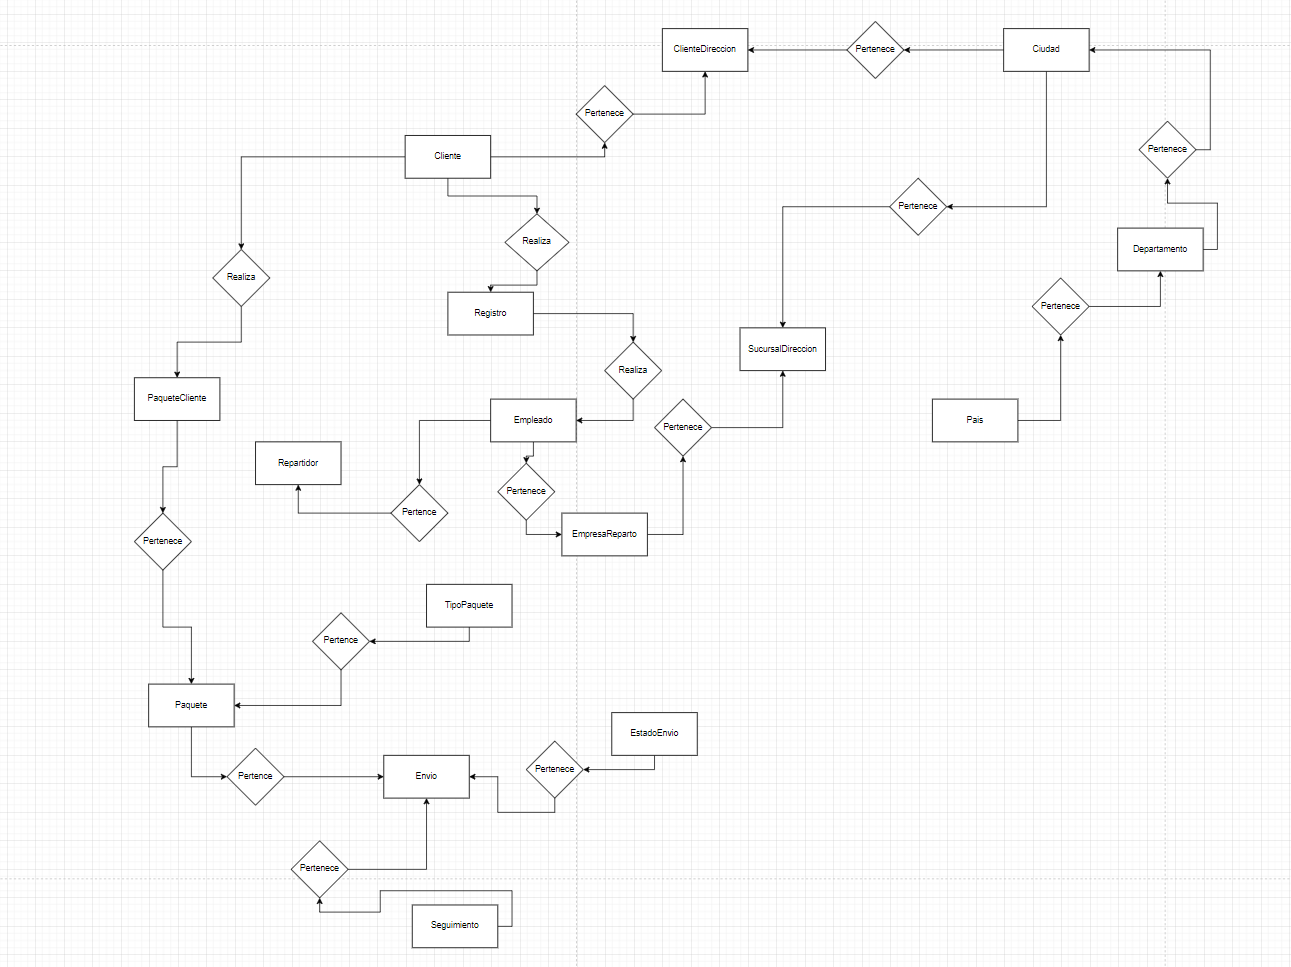 ClienteDireccion
Pertenece
Ciudad
Pertenece
Cliente
Pertenece
Pertenece
Realiza
Departamento
Realiza
Pertenece
Registro
SucursalDireccion
Realiza
PaqueteCliente
Empleado
Pertenece
Pais
Repartidor
Pertenece
Pertence
EmpresaReparto
Pertenece
TipoPaquete
Pertence
Paquete
EstadoEnvio
Pertence
Envio
Pertenece
Pertenece
Seguimiento